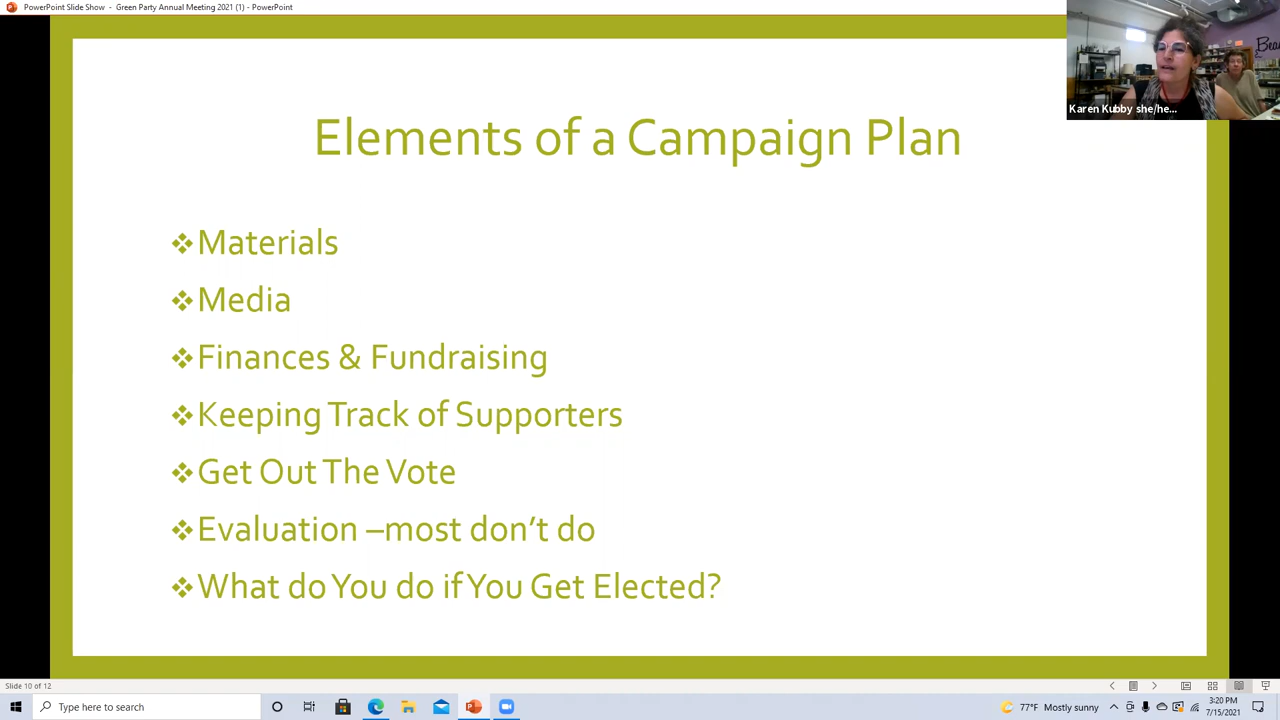 PowerPoint Slide Show - Green Party Annual Meeting 2021 (1) - PowerPoint
Karen Kubby she/he...
Elements of a Campaign Plan
❖Materials
❖Media
❖Finances & Fundraising
❖Keeping Track of Supporters
❖Get Out The Vote
❖Evaluation –most don’t do
❖What do You do if You Get Elected?
Slide 10 of 12
Type here to search
77°F Mostly sunny
3:20 PM
7/15/2021